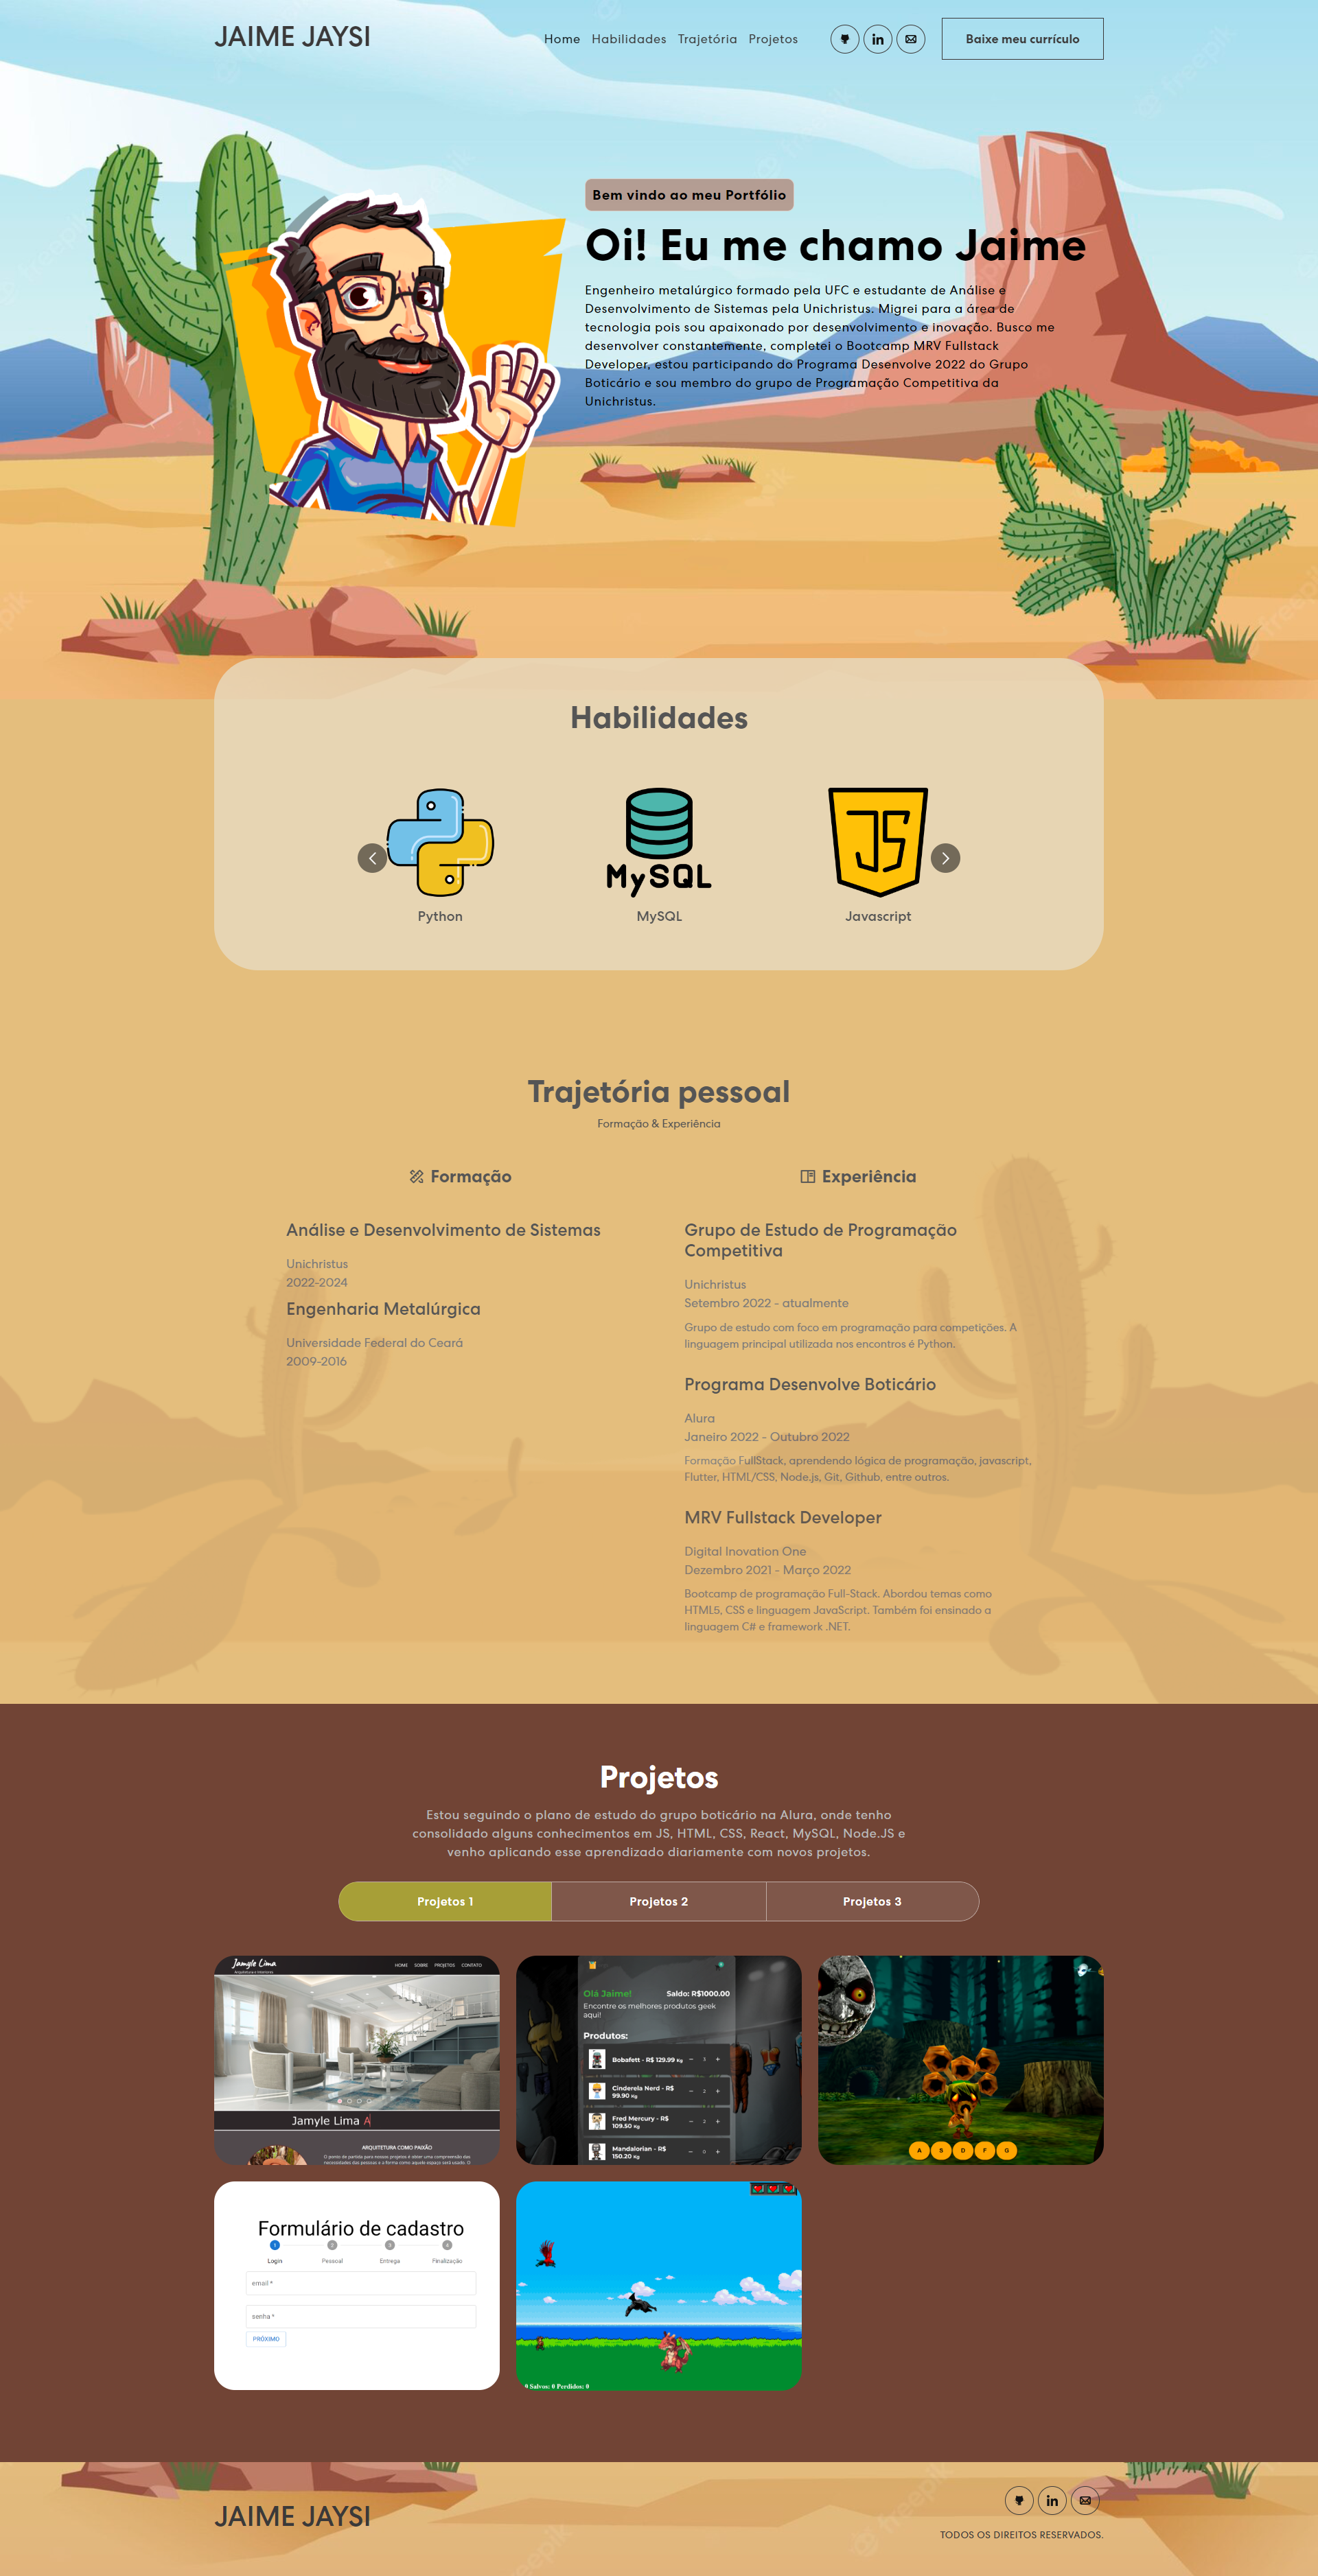 JAIME JAYSI
Home Habilidades Trajetória Projetos
Baixe meu currículo
Bem vindo ao meu Portfólio
Oi! Eu me chamo Jaime
Engenheiro metalúrgico formado pela UFC e estudante de Análise e
Desenvolvimento de Sistemas pela Unichristus. Migrei para a área de
tecnologia pois sou apaixonado por desenvolvimento e inovação. Busco me
desenvolver constantemente, completei o Bootcamp MRV Fullstack
Developer, estou participando do Programa Desenvolve 2022 do Grupo
Boticário e sou membro do grupo de Programação Competitiva da
Unichristus.
Habilidades
MySQL
JS
Python
MySQL
Javascript
Trajetória pessoal
Formação & Experiência
Formação
Análise e Desenvolvimento de Sistemas
Unichristus
2022-2024
Engenharia Metalúrgica
Universidade Federal do Ceará
2009-2016
Experiência
Grupo de Estudo de Programação
Competitiva
Unichristus
Setembro 2022 - atualmente
Grupo de estudo com foco em programação para competições. A
linguagem principal utilizada nos encontros é Python.
Programa Desenvolve Boticário
Alura
Janeiro 2022 - Outubro 2022
Formação FullStack, aprendendo lógica de programação, javascript,
Flutter, HTML/CSS, Node.js, Git, Github, entre outros.
MRV Fullstack Developer
Digital Inovation One
Dezembro 2021 - Março 2022
Bootcamp de programação Full-Stack. Abordou temas como
HTML5, CSS e linguagem JavaScript. Também foi ensinado a
linguagem C# e framework .NET.
Projetos
Estou seguindo o plano de estudo do grupo boticário na Alura, onde tenho
consolidado alguns conhecimentos em JS, HTML, CSS, React, MySQL, Node.JS e
venho aplicando esse aprendizado diariamente com novos projetos.
Projetos 1
Projetos 2
Projetos 3
Jamyle Lima
HOME SOBRE PROJETOS CONTATO
Jamyle Lima A
ARQUITETURA COMO PAIXÃO
Olá Jaime! Saldo: R$1000.00
Encontre os melhores produtos geek
aqui!
Produtos:
Bobafett - R$ 129.99 Kg - 3 +
Cinderela Nerd - R$
99.90 Kg - 2 +
Fred Mercury - R$
109.50 Kg - 2 +
Mandalorian - R$
150.20 Kg - 0 +
A S D F G
Formulário de cadastro
1 2 3 4
Login Pessoal Entrega Finalização
email *
senha *
PRÓXIMO
Salvos: 0 Perdidos: 0
JAIME JAYSI
TODOS OS DIREITOS RESERVADOS.